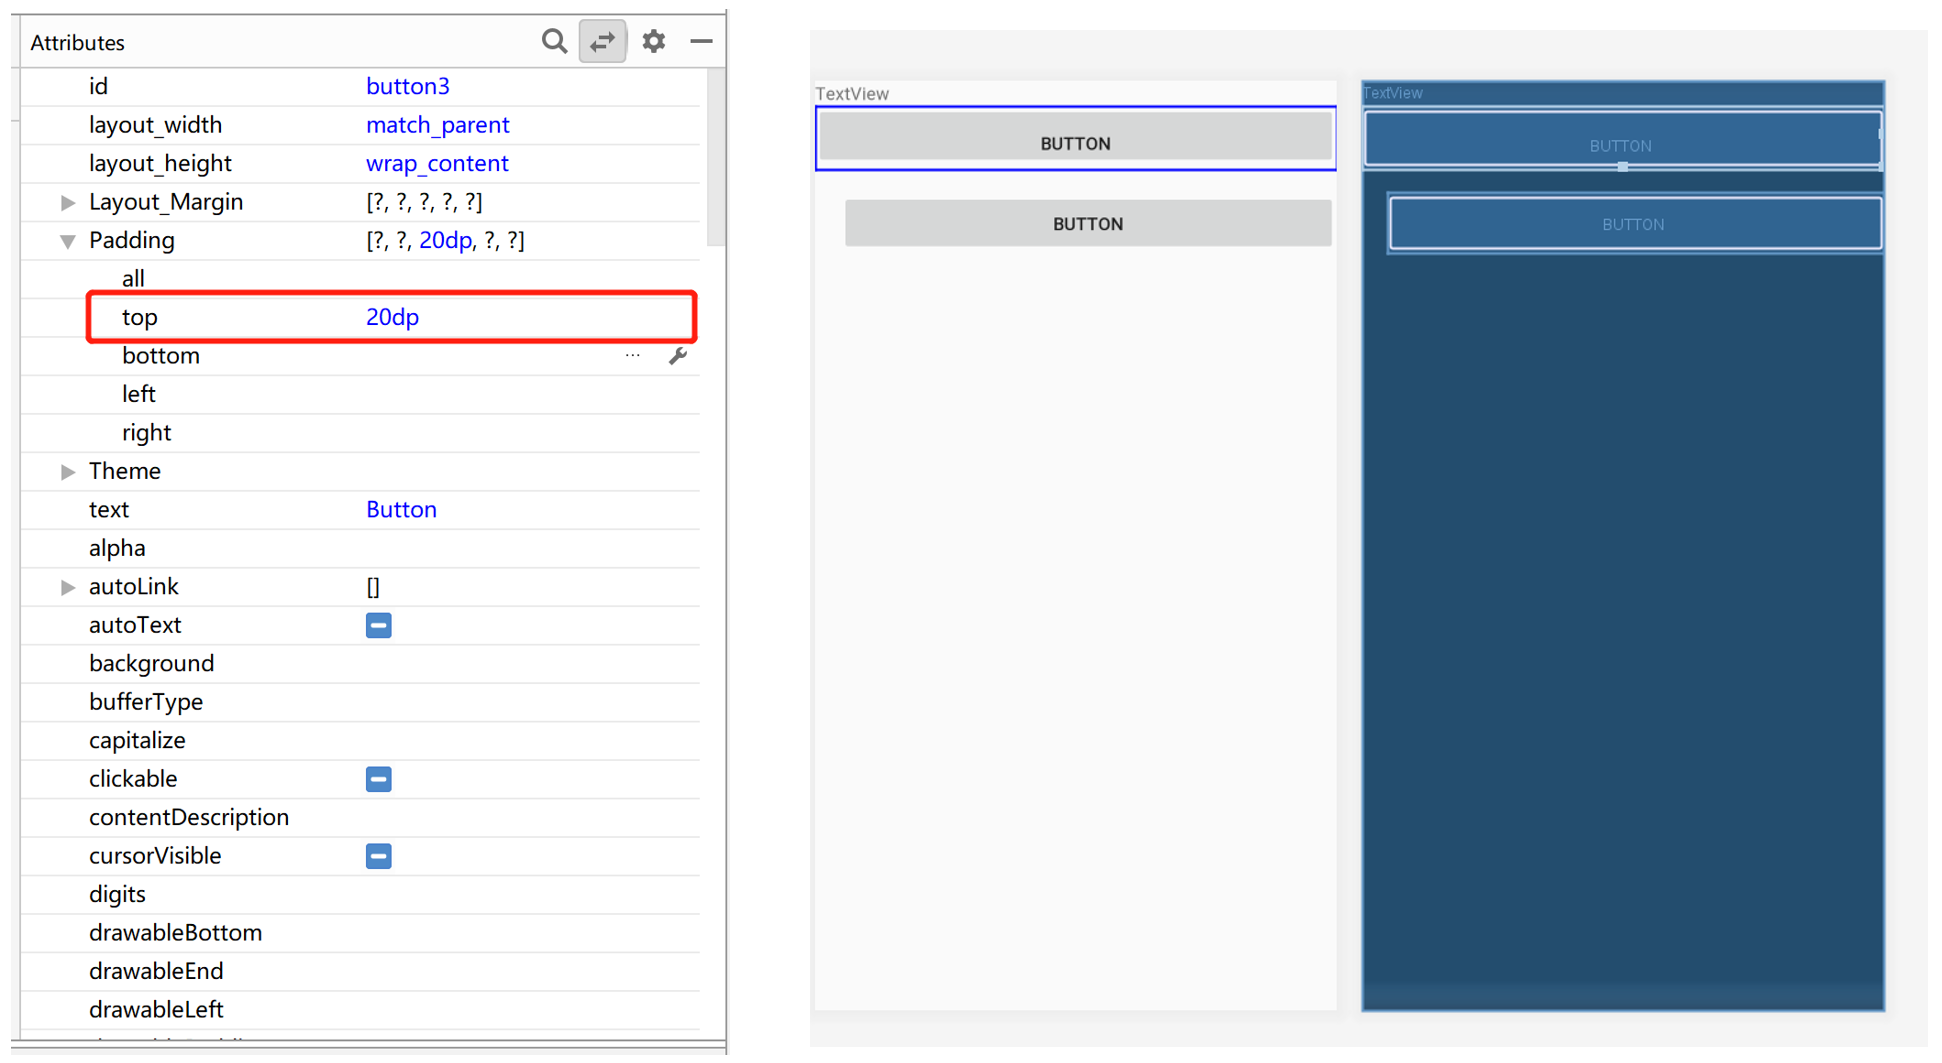 Attributes
id button3
layout_width match_parent
layout_height wrap_content
Layout_Margin [?, ?, ?, ?, ?]
Padding [?, ?, 20dp, ?, ?]
all
top 20dp
bottom ...
left
right
Theme
text Button
alpha
autoLink []
autoText
background
bufferType
capitalize
clickable
contentDescription
cursorVisible
digits
drawableBottom
drawableEnd
drawableLeft
TextView
BUTTON
BUTTON
TextView
BUTTON
BUTTON